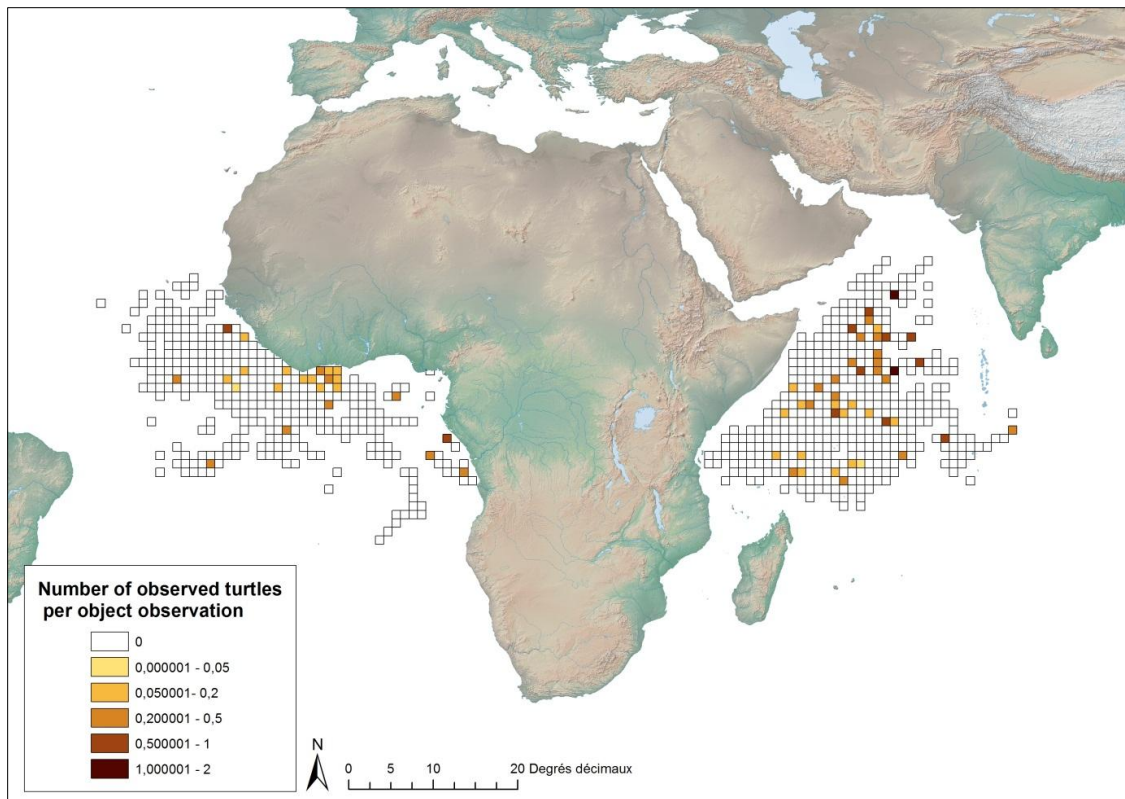 Number of observed turtles
per object observation
0
0,000001 - 0,05
0,050001- 0,2
0,200001 - 0,5
0,500001 - 1
1,000001 - 2
N
0 5 10 20 Degrés décimaux